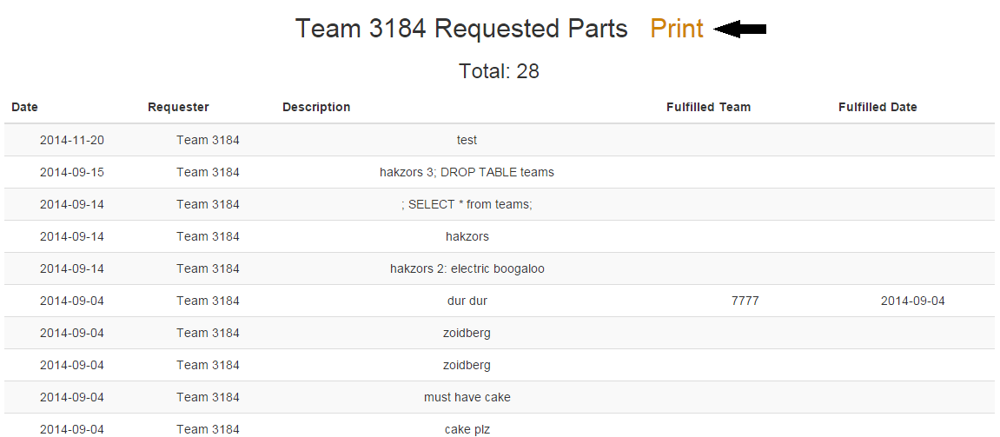 Team 3184 Requested Parts Print
Total: 28
Date Requester Description Fulfilled Team Fulfilled Date
2014-11-20 Team 3184 test
2014-09-15 Team 3184 hakzors 3; DROP TABLE teams
2014-09-14 Team 3184 ; SELECT * from teams;
2014-09-14 Team 3184 hakzors
2014-09-14 Team 3184 hakzors 2: electric boogaloo
2014-09-04 Team 3184 dur dur 7777 2014-09-04
2014-09-04 Team 3184 zoidberg
2014-09-04 Team 3184 zoidberg
2014-09-04 Team 3184 must have cake
2014-09-04 Team 3184 cake plz